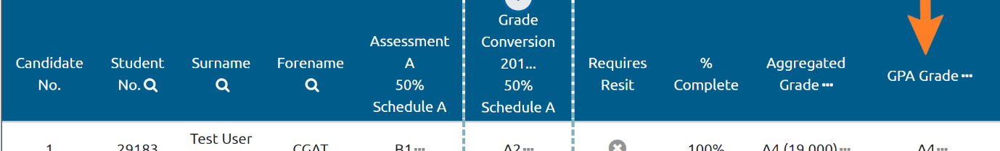 Candidate No.
Student No.
Surname
Forename
Assessment A 50% Schedule A
Grade Conversion 201... 50% Schedule A
Requires Resit
% Complete
Aggregated Grade ···
GPA Grade ···
1
29183
Test User
CGAT
B1···
A2···
100%
A4 (19.000)···
A4···